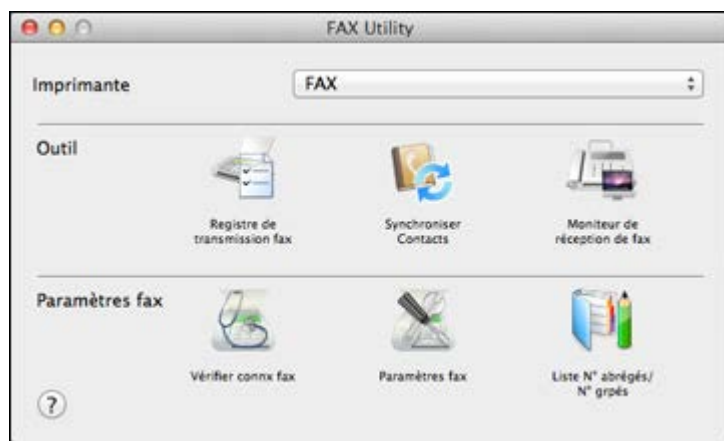 FAX Utility
Imprimante
FAX
Outil
Registre de
transmission fax
Synchroniser
Contacts
Moniteur de
réception de fax
Paramètres fax
Vérifier connx fax
Paramètres fax
Liste N° abrégés/
N° grpés
?